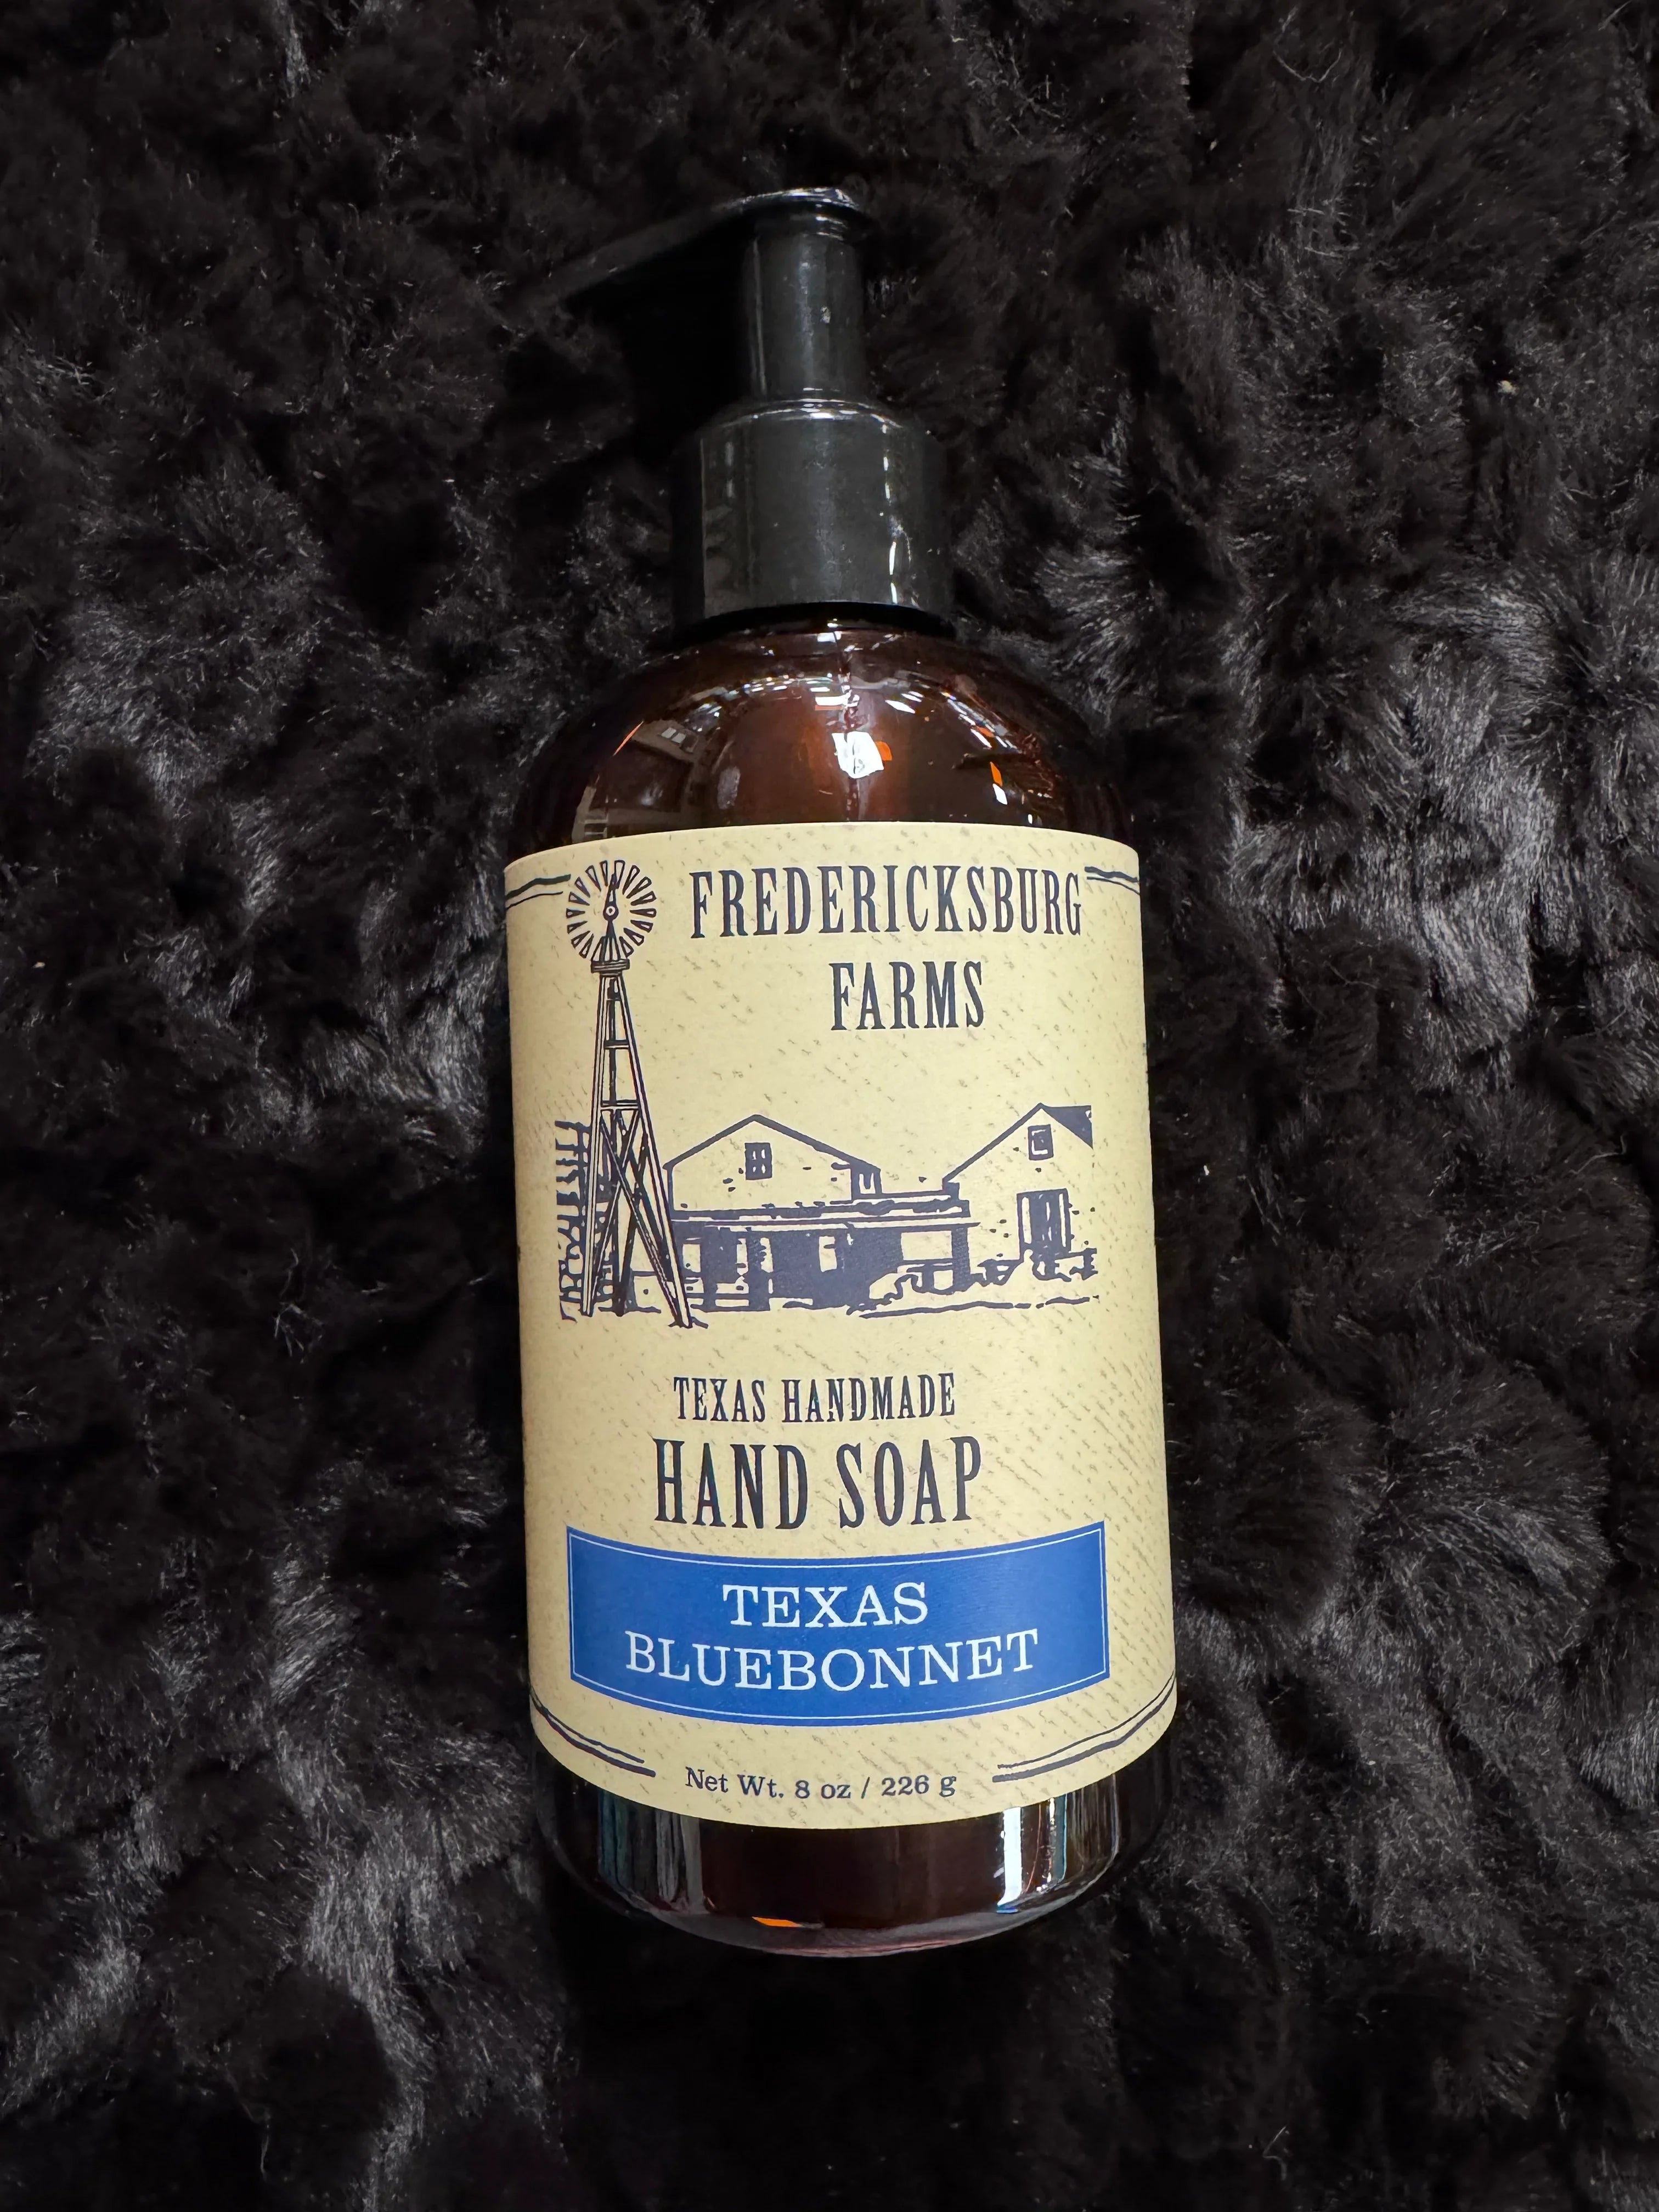 FREDERICKSBURG
FARMS
TEXAS HANDMADE
HAND SOAP
TEXAS
BLUEBONNET
Net Wt. 8 oz / 226 g